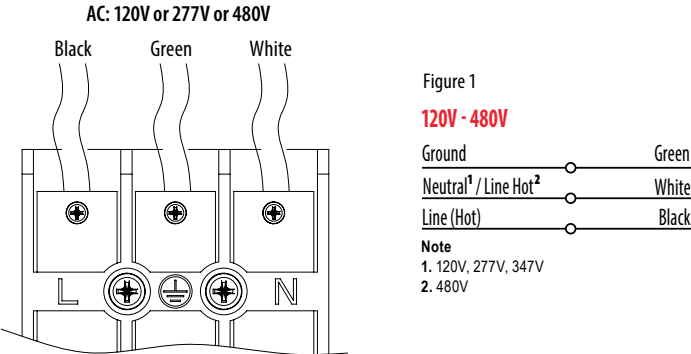 AC: 120V or 277V or 480V
Black Green White
L N
Figure 1
120V - 480V
Ground Green
Neutral¹ / Line Hot² White
Line (Hot) Black
Note
1. 120V, 277V, 347V
2. 480V